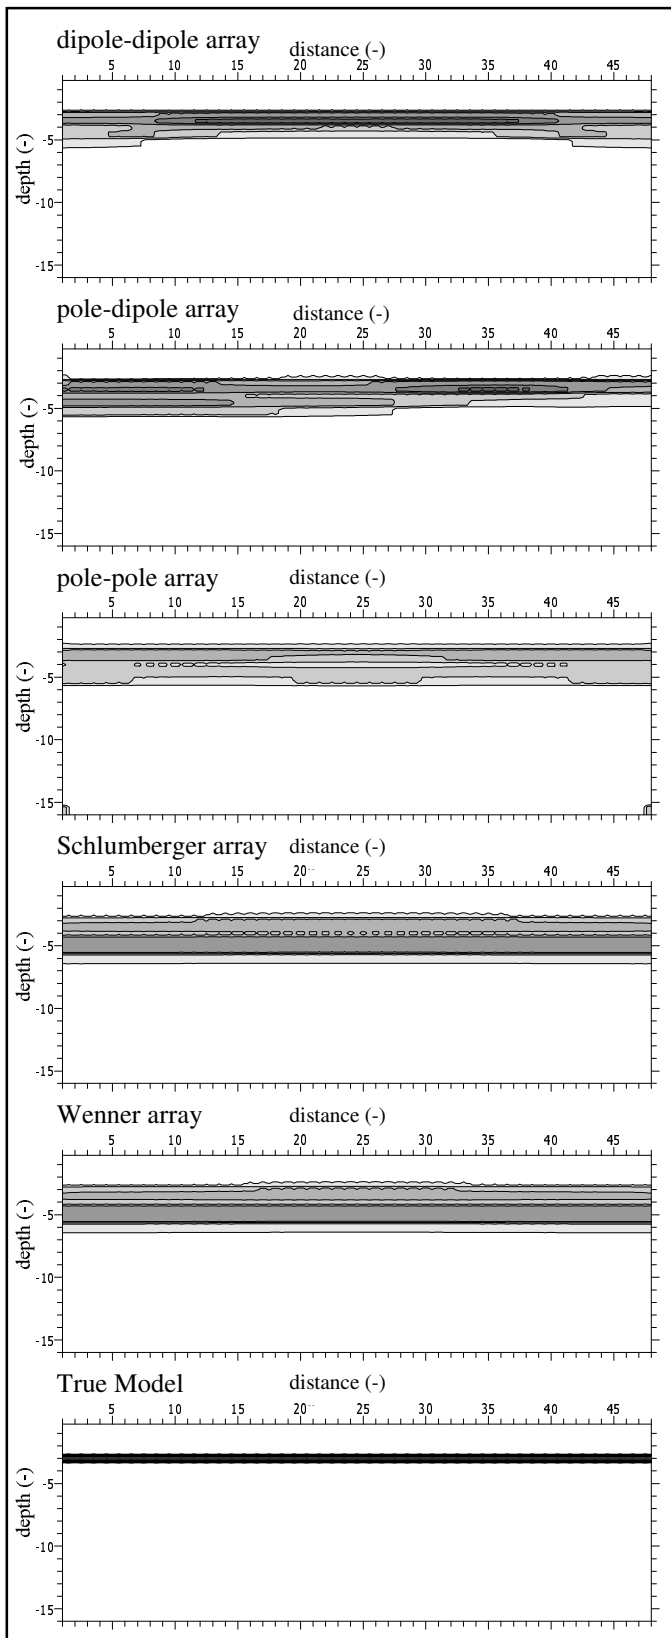 dipole-dipole array distance (-)
5 10 15 20 25 30 35 40 45
depth (-)
-5
-10
-15
pole-dipole array distance (-)
5 10 15 20 25 30 35 40 45
depth (-)
-5
-10
-15
pole-pole array distance (-)
5 10 15 20 25 30 35 40 45
depth (-)
-5
-10
-15
Schlumberger array distance (-)
5 10 15 20 25 30 35 40 45
depth (-)
-5
-10
-15
Wenner array distance (-)
5 10 15 20 25 30 35 40 45
depth (-)
-5
-10
-15
True Model distance (-)
5 10 15 20 25 30 35 40 45
depth (-)
-5
-10
-15